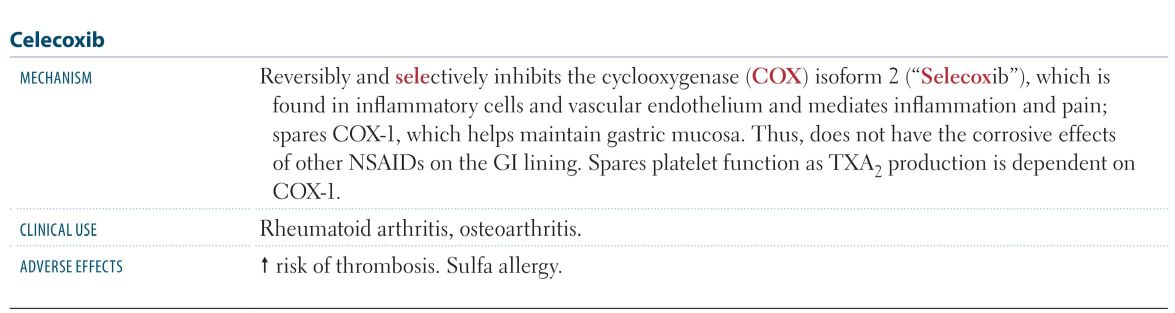 Celecoxib
MECHANISM
Reversibly and selectively inhibits the cyclooxygenase (COX) isoform 2 (“Selecoxib”), which is
found in inflammatory cells and vascular endothelium and mediates inflammation and pain;
spares COX-1, which helps maintain gastric mucosa. Thus, does not have the corrosive effects
of other NSAIDs on the GI lining. Spares platelet function as TXA₂ production is dependent on
COX-1.
CLINICAL USE
Rheumatoid arthritis, osteoarthritis.
ADVERSE EFFECTS
↑ risk of thrombosis. Sulfa allergy.